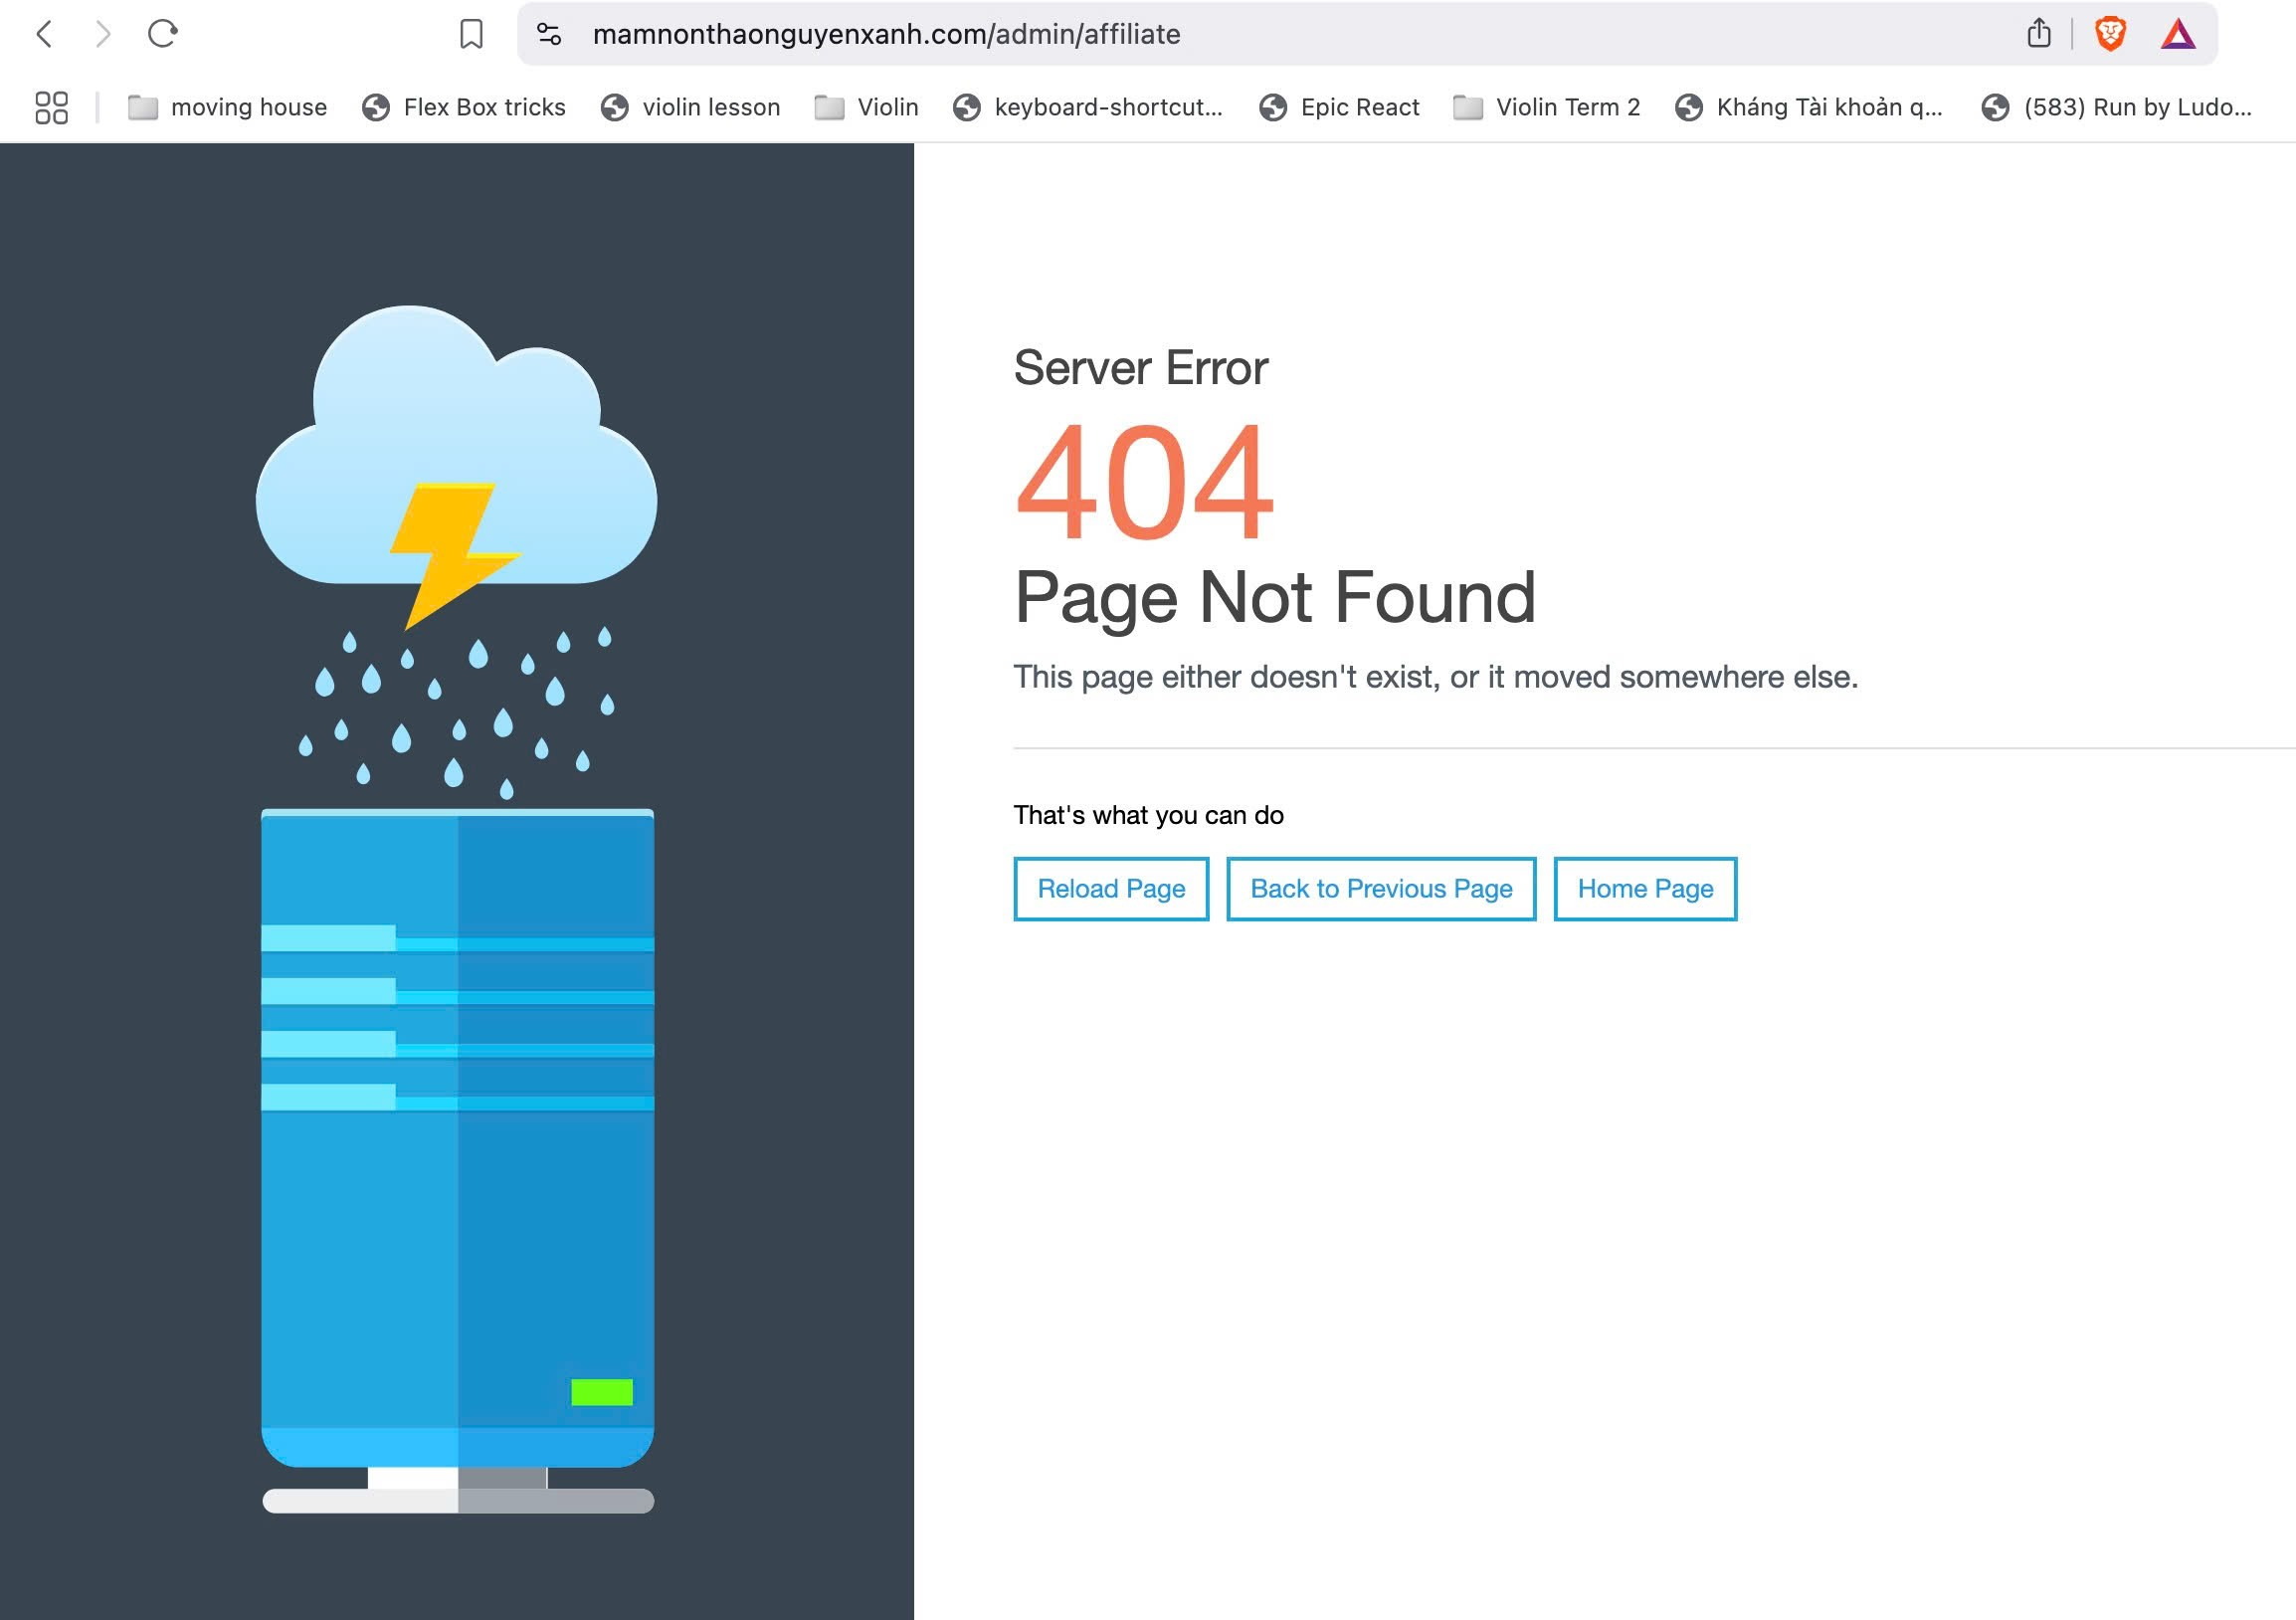 mamnonthaonguyenxanh.com/admin/affiliate
moving house Flex Box tricks violin lesson Violin keyboard-shortcut... Epic React Violin Term 2 Kháng Tài khoản q... (583) Run by Ludo...
Server Error
404
Page Not Found
This page either doesn't exist, or it moved somewhere else.
That's what you can do
Reload Page Back to Previous Page Home Page